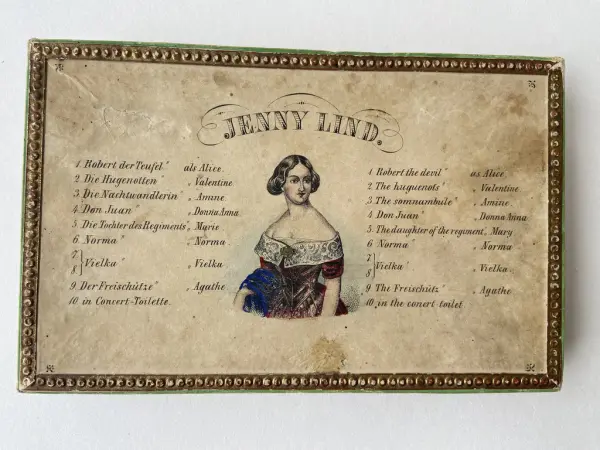 JENNY LIND.
1 Robert der Teufel" als Alice.
2 Die Hugenotten" „ Valentine
3 Die Nachtwandlerin" „ Amine
4 Don Juan" „ Donna Anna
5 Die Tochter des Regiments „ Marie
6 Norma" „ Norma
7
8 } Vielka" „ Vielka
9 Der Freischütze" „ Agathe
10 in Concert-Toilette.
1 Robert the devil" as Alice.
2 The huguenots" „ Valentine
3 The somnambule" „ Amine
4 Don Juan" „ Donna Anna
5 The daughter of the regiment „ Mary
6 Norma" „ Norma
7
8 } Vielka" „ Vielka
9 The Freischütz" „ Agathe
10 in the conert-toilet